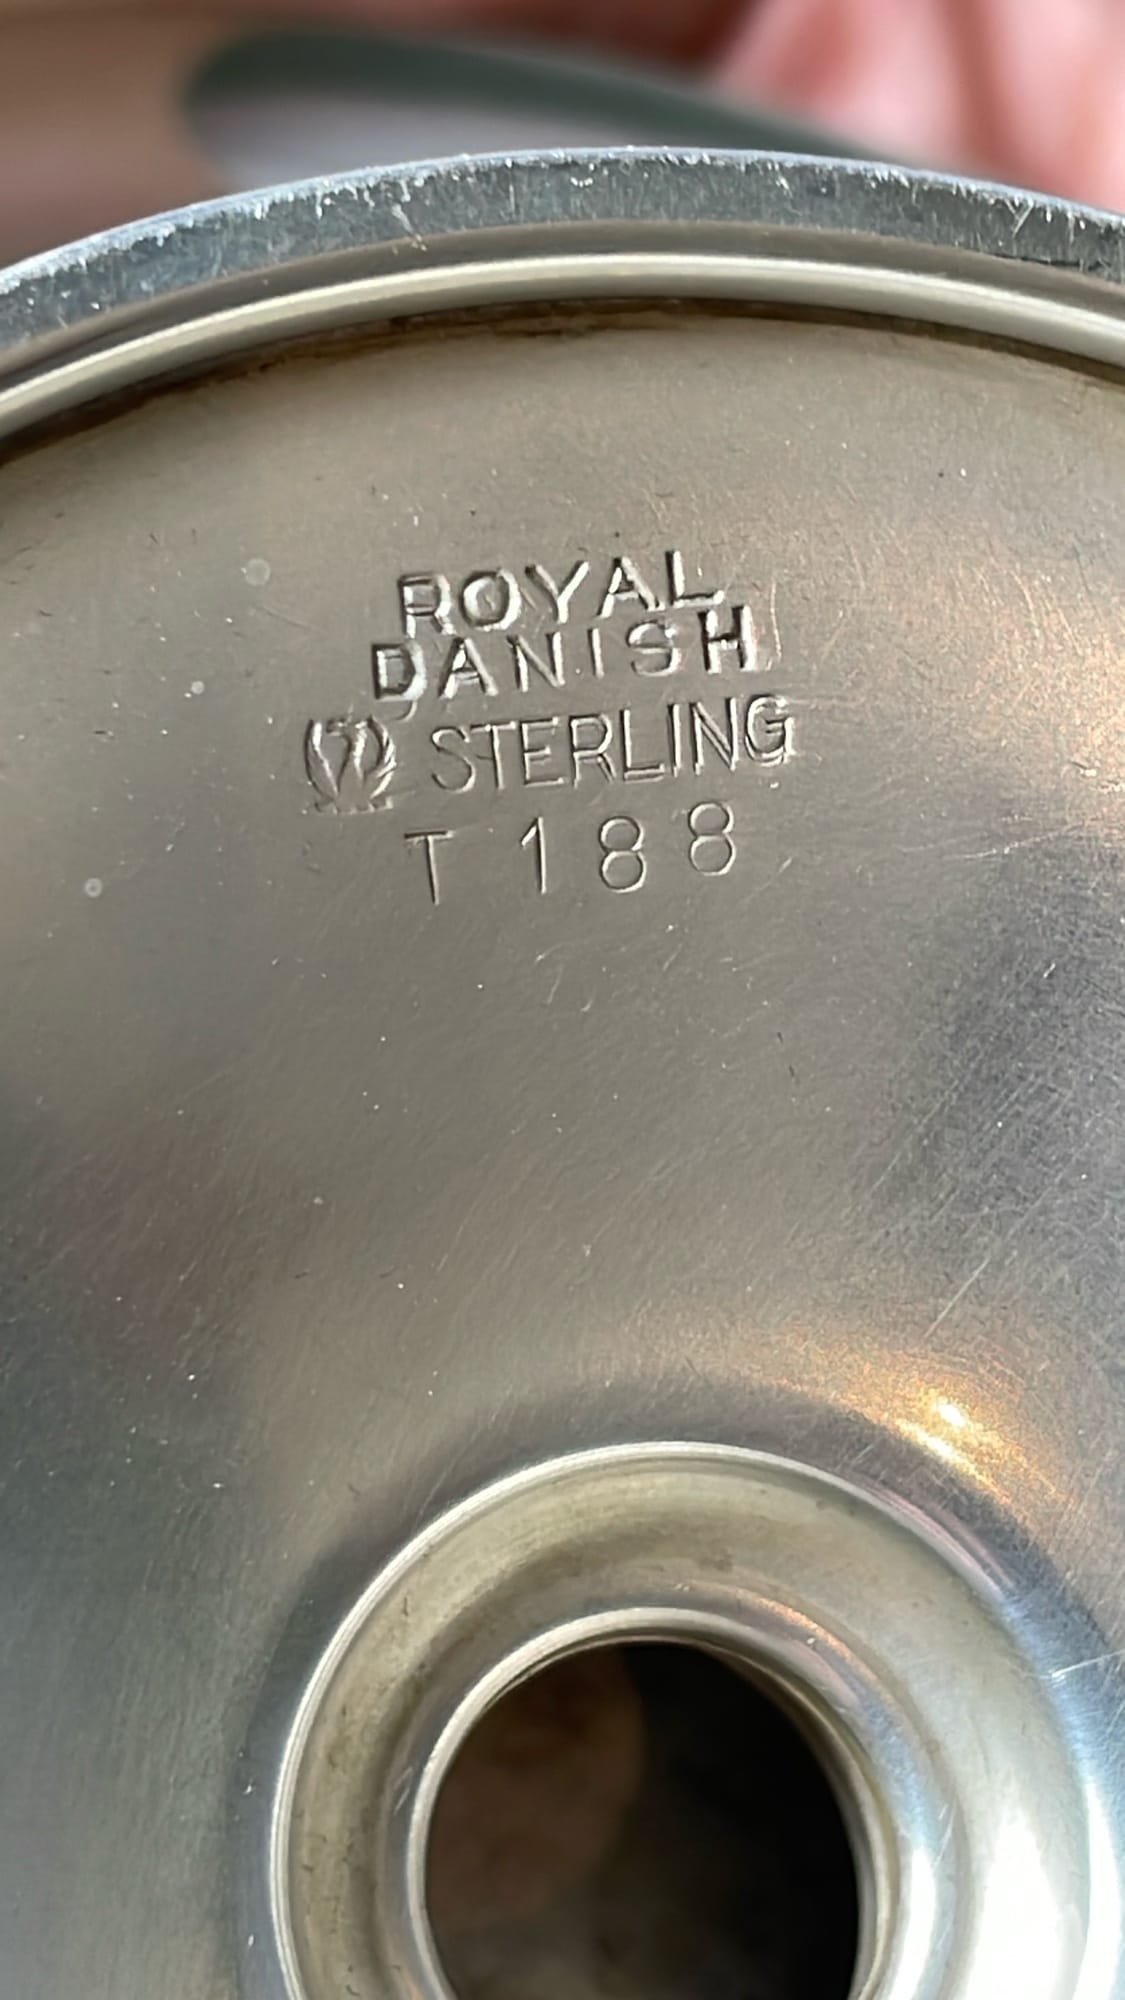 ROYAL
DANISH
STERLING
T 188